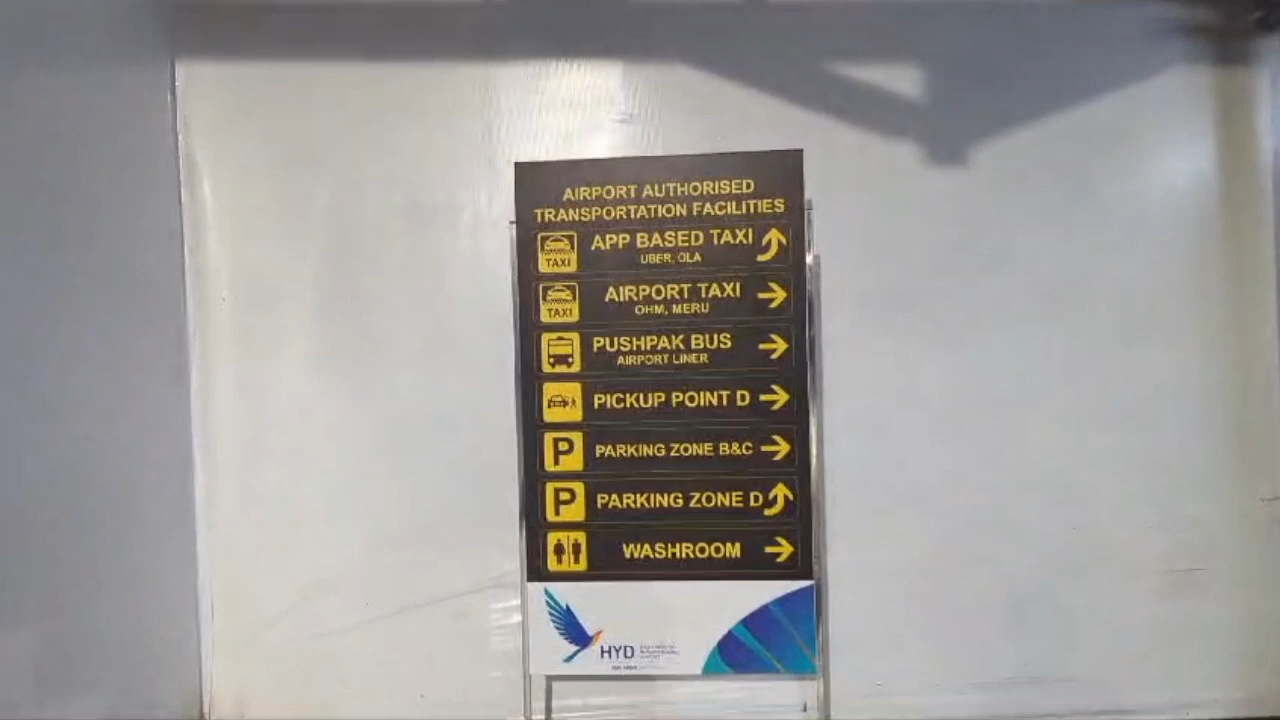 AIRPORT AUTHORISED
TRANSPORTATION FACILITIES
TAXI
APP BASED TAXI
UBER, OLA
TAXI
AIRPORT TAXI
OHM, MERU
PUSHPAK BUS
AIRPORT LINER
PICKUP POINT D
P
PARKING ZONE B&C
P
PARKING ZONE D
WASHROOM
HYD